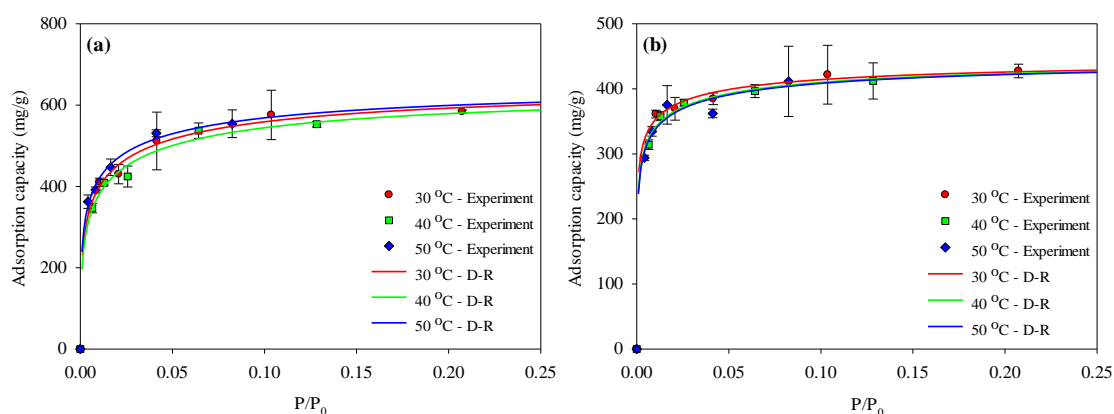 (a)
Adsorption capacity (mg/g)
800
600
400
200
0
30 ºC - Experiment
40 ºC - Experiment
50 ºC - Experiment
30 ºC - D-R
40 ºC - D-R
50 ºC - D-R
0.00 0.05 0.10 0.15 0.20 0.25
P/P₀
(b)
Adsorption capacity (mg/g)
500
400
300
200
100
0
30 ºC - Experiment
40 ºC - Experiment
50 ºC - Experiment
30 ºC - D-R
40 ºC - D-R
50 ºC - D-R
0.00 0.05 0.10 0.15 0.20 0.25
P/P₀